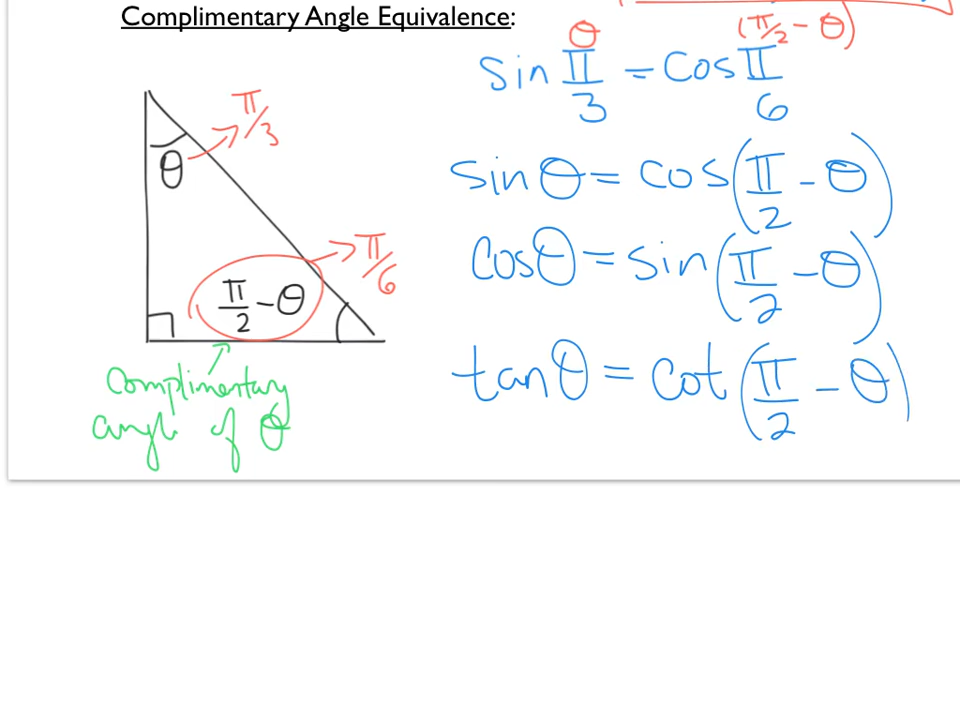 Complimentary Angle Equivalence:
θ
(π/2 - θ)
sin π/3 = cos π/6
sin θ = cos(π/2 - θ)
cos θ = sin(π/2 - θ)
tan θ = cot(π/2 - θ)
π/3
θ
π/6
π/2 - θ
Complimentary
angle of θ